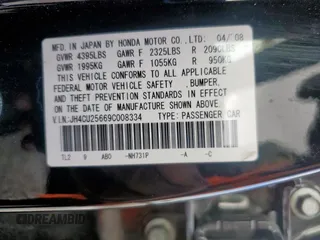 MFD. IN JAPAN BY HONDA MOTOR CO.,LTD. 04/08
GVWR 4395LBS GAWR F 2325LBS R 2090LBS
GVWR 1995KG GAWR F 1055KG R 950KG
THIS VEHICLE CONFORMS TO ALL APPLICABLE
FEDERAL MOTOR VEHICLE SAFETY , BUMPER,
AND THEFT PREVENTION STANDARDS IN EFFECT
ON THE DATE OF MANUFACTURE SHOWN ABOVE.
V.I.N.:JH4CU25669C008334 TYPE: PASSENGER CAR
TL2 9 AB0 -NH731P -A -C
DREAMBID